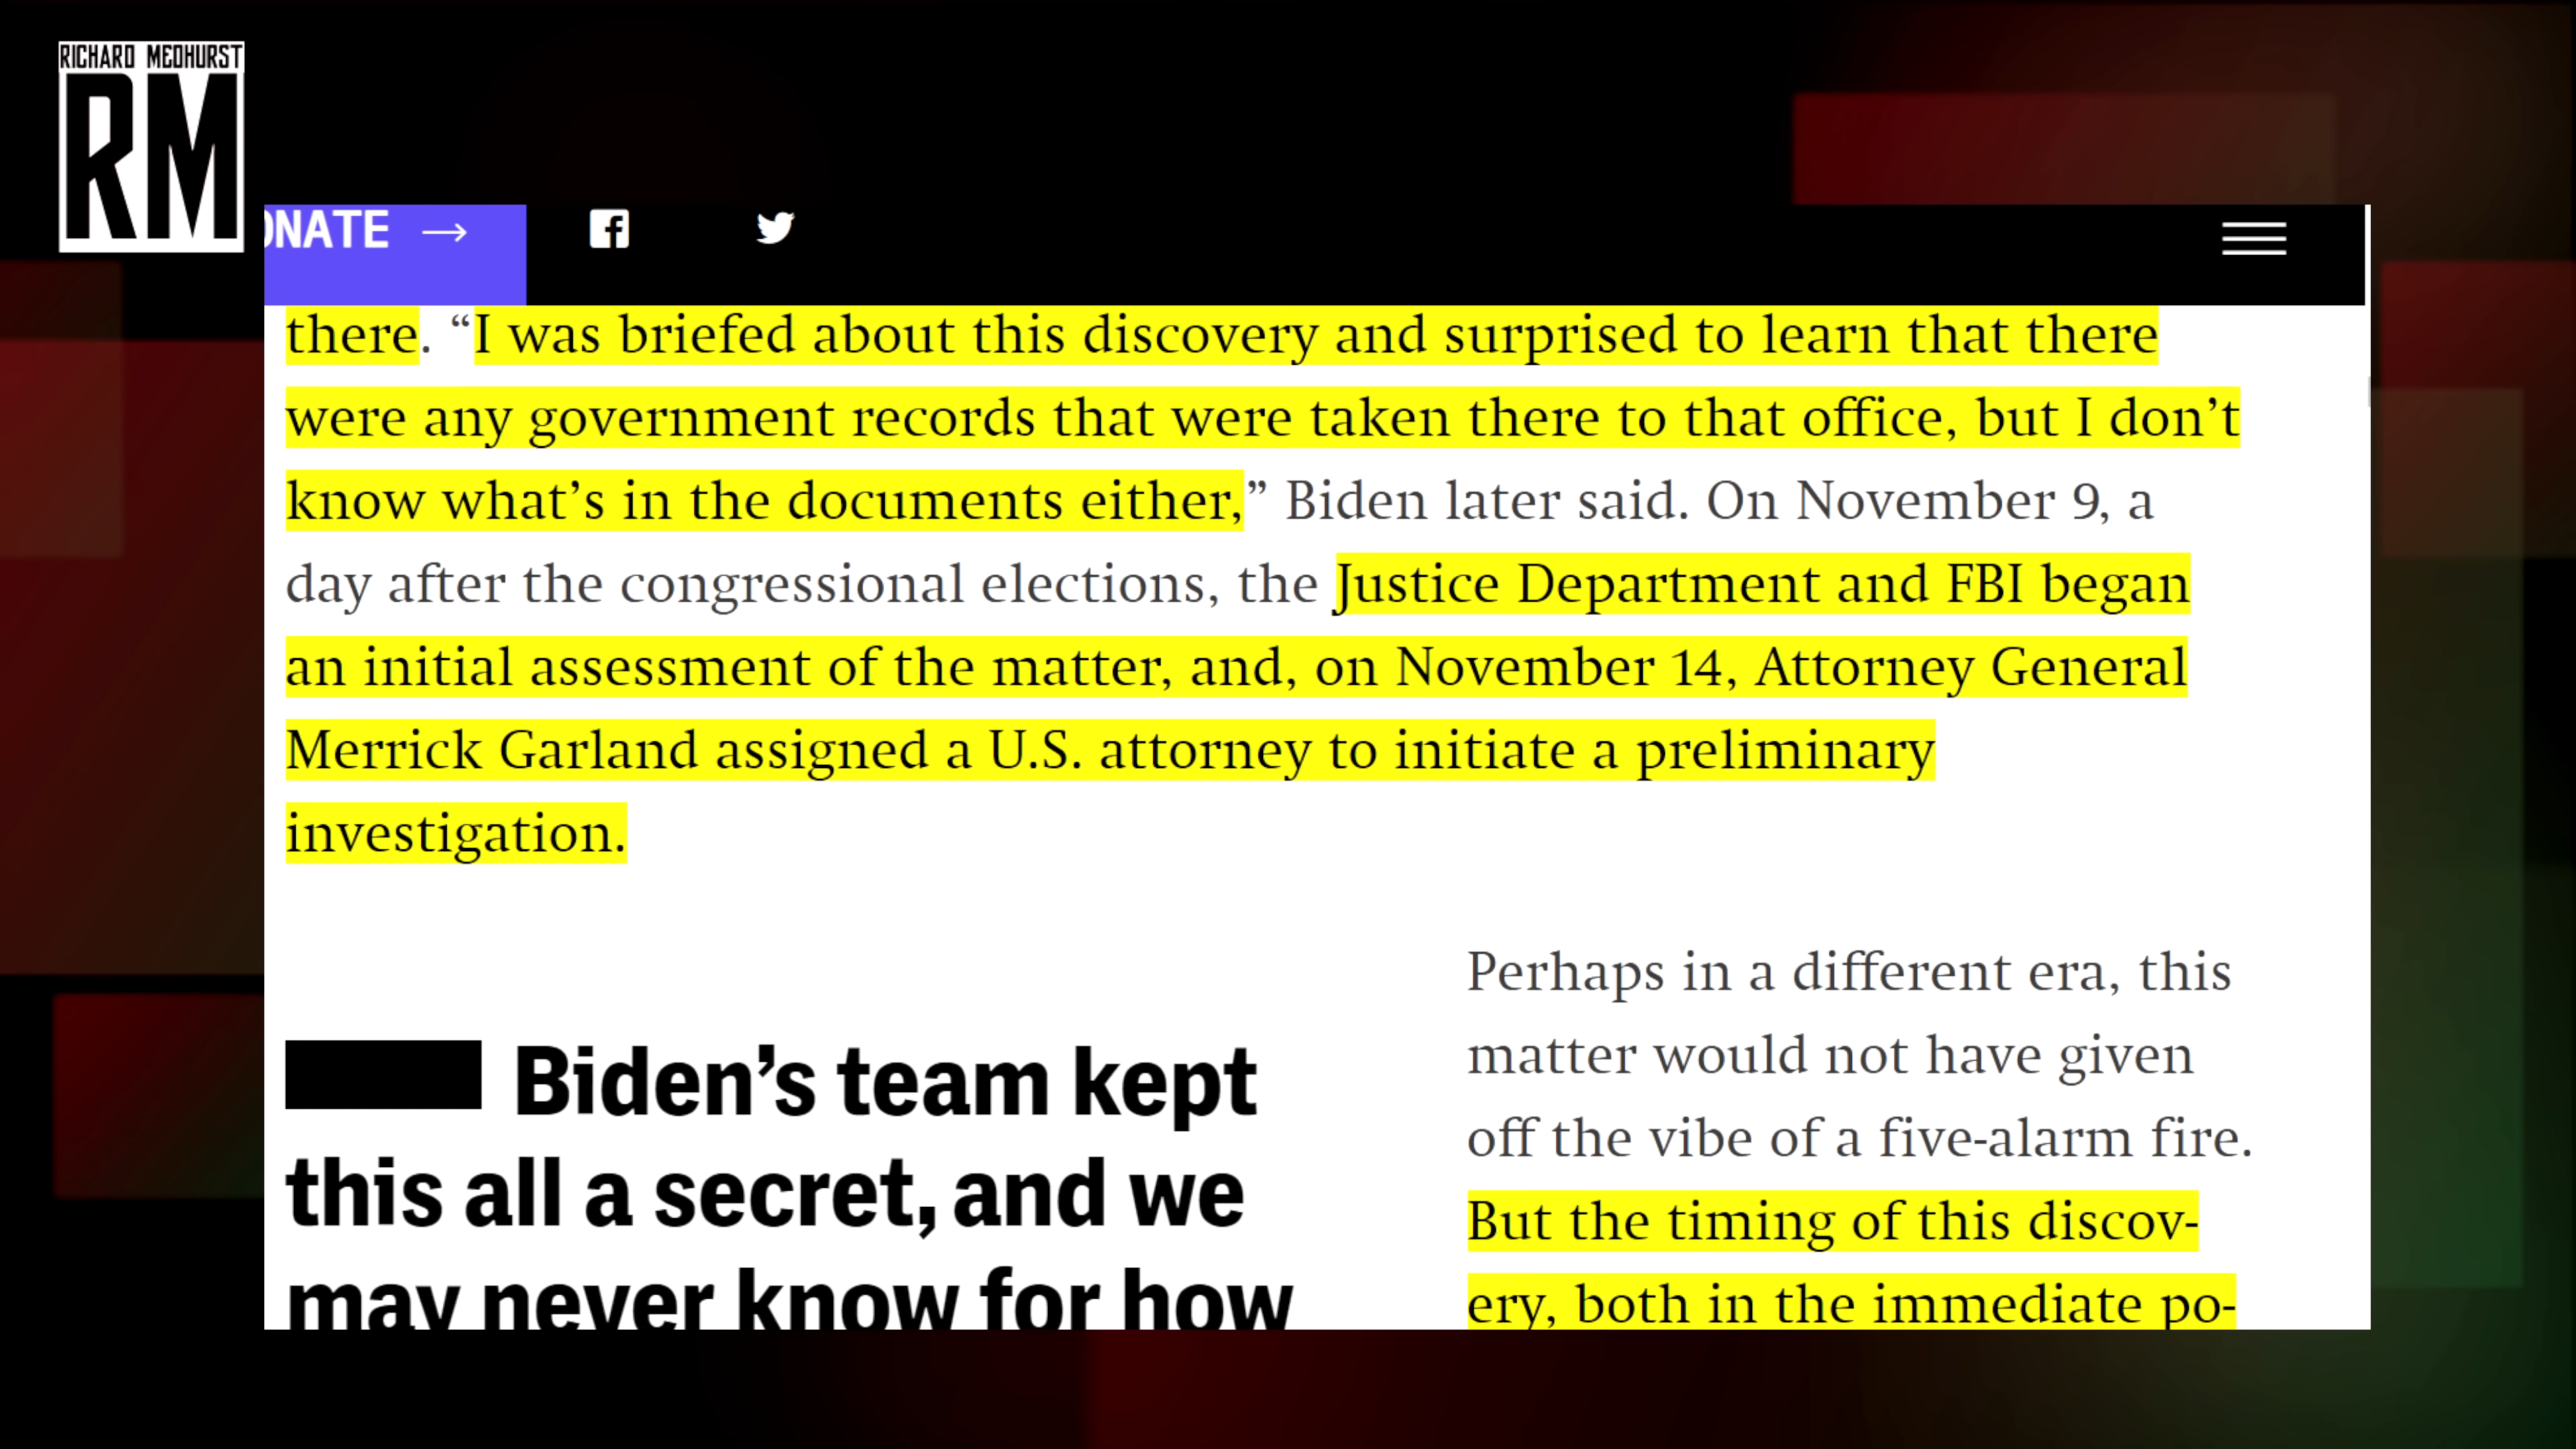 RICHARD MEDHURST
RM
ONATE →
there. “I was briefed about this discovery and surprised to learn that there
were any government records that were taken there to that office, but I don’t
know what’s in the documents either,” Biden later said. On November 9, a
day after the congressional elections, the Justice Department and FBI began
an initial assessment of the matter, and, on November 14, Attorney General
Merrick Garland assigned a U.S. attorney to initiate a preliminary
investigation.
Biden’s team kept
this all a secret, and we
may never know for how
Perhaps in a different era, this
matter would not have given
off the vibe of a five-alarm fire.
But the timing of this discov-
ery, both in the immediate po-